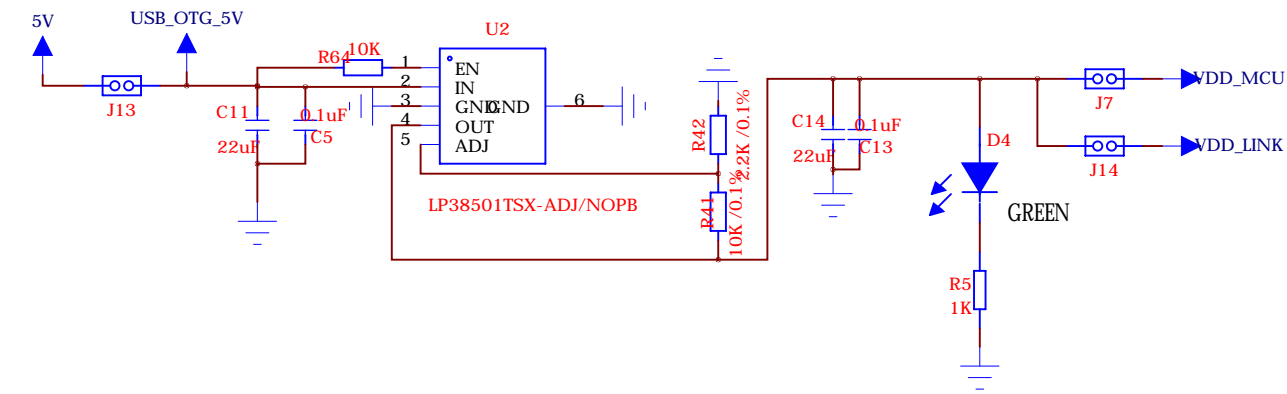 5V
USB_OTG_5V
J13
R64
10K
C11
22uF
0.1uF
C5
U2
1
2
3
4
5
6
EN
IN
GND
OUT
ADJ
GND
LP38501TSX-ADJ/NOPB
R42
2.2K /0.1%
R41
10K /0.1%
C14
22uF
0.1uF
C13
D4
GREEN
R5
1K
J7
VDD_MCU
J14
VDD_LINK